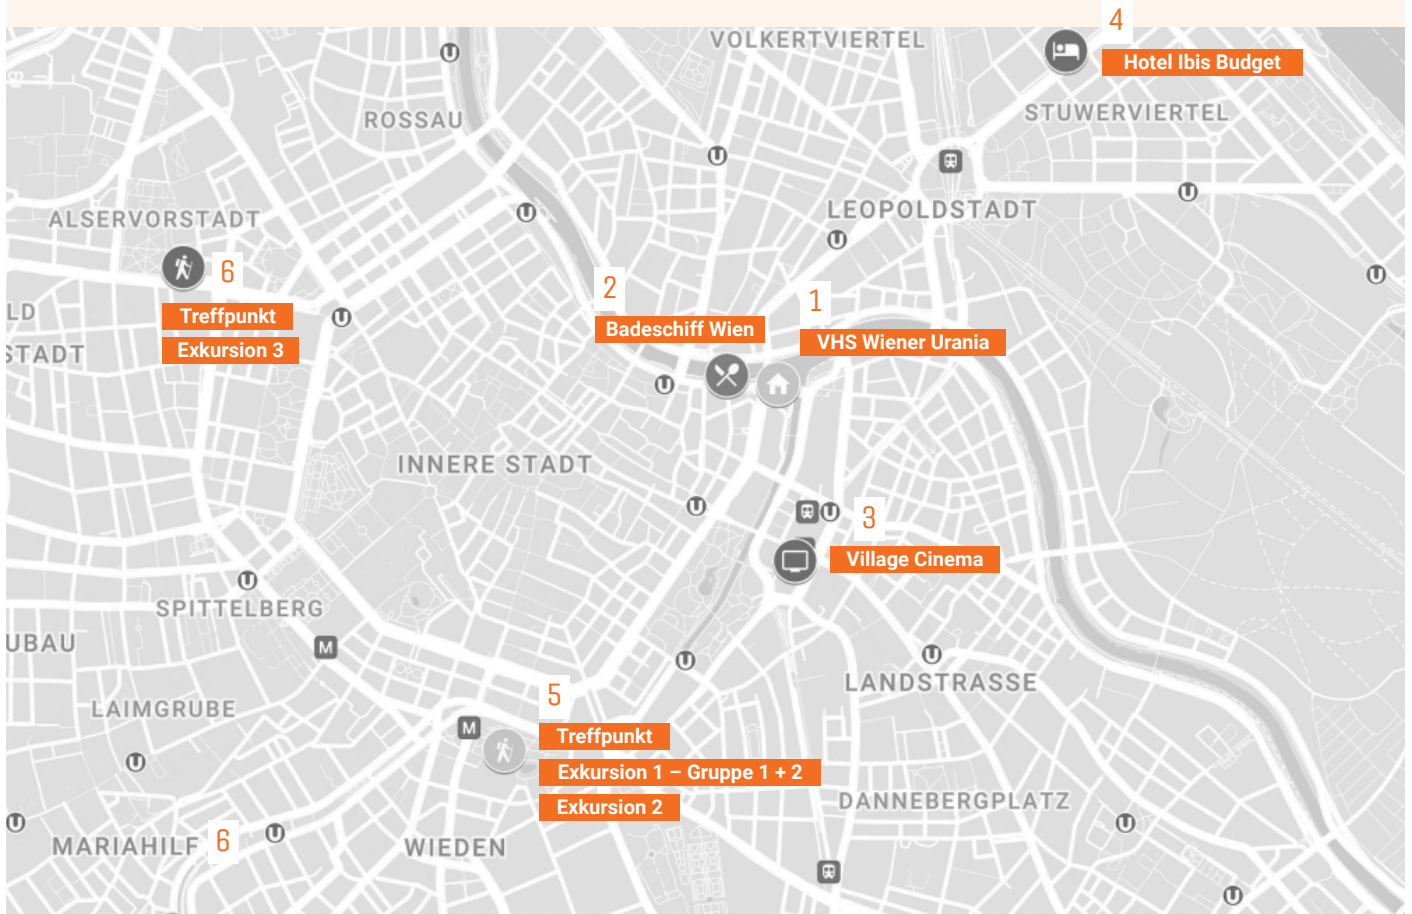 4
Hotel Ibis Budget
VOLKERTVIERTEL
U
ROSSAU
STUWERVIERTEL
U
U
ALSERVORSTADT
U
LEOPOLDSTADT
U
6
U
Treffpunkt
Exkursion 3
U
LD
STADT
2
Badeschiff Wien
1
VHS Wiener Urania
U
INNERE STADT
U
U
3
Village Cinema
U
SPITTELBERG
UBAU
M
U
U
LANDSTRASSE
LAIMGRUBE
M
5
Treffpunkt
Exkursion 1 – Gruppe 1 + 2
Exkursion 2
U
DANNEBERGPLATZ
U
U
MARIAHILF
6
U
WIEDEN
U